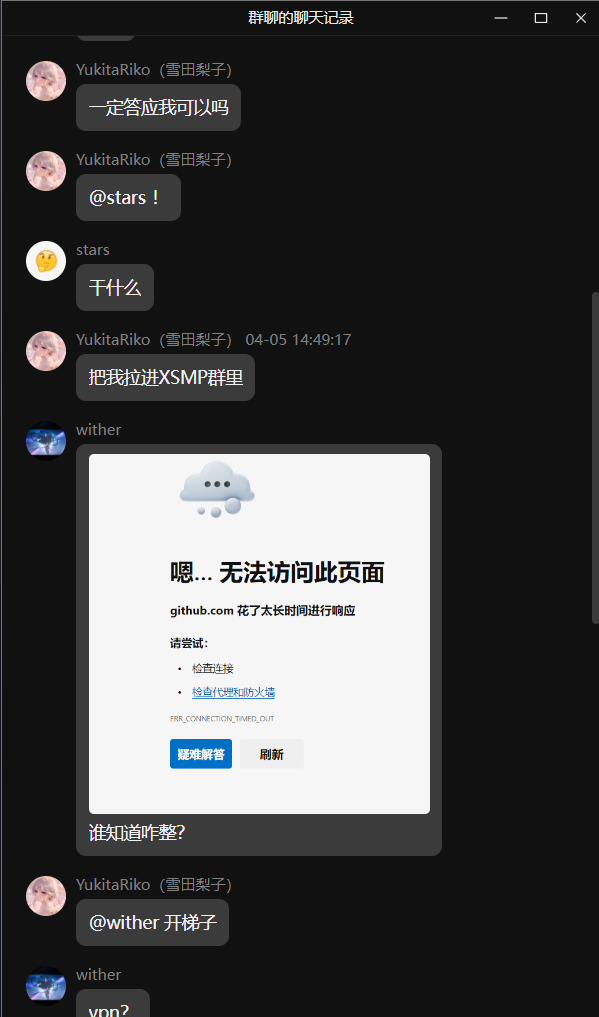 群聊的聊天记录
YukitaRiko（雪田梨子）
一定答应我可以吗
YukitaRiko（雪田梨子）
@stars！
stars
干什么
YukitaRiko（雪田梨子） 04-05 14:49:17
把我拉进XSMP群里
wither
嗯... 无法访问此页面
github.com 花了太长时间进行响应
请尝试：
• 检查连接
• 检查代理和防火墙
ERR_CONNECTION_TIMED_OUT
疑难解答 刷新
谁知道咋整?
YukitaRiko（雪田梨子）
@wither 开梯子
wither
vpn?